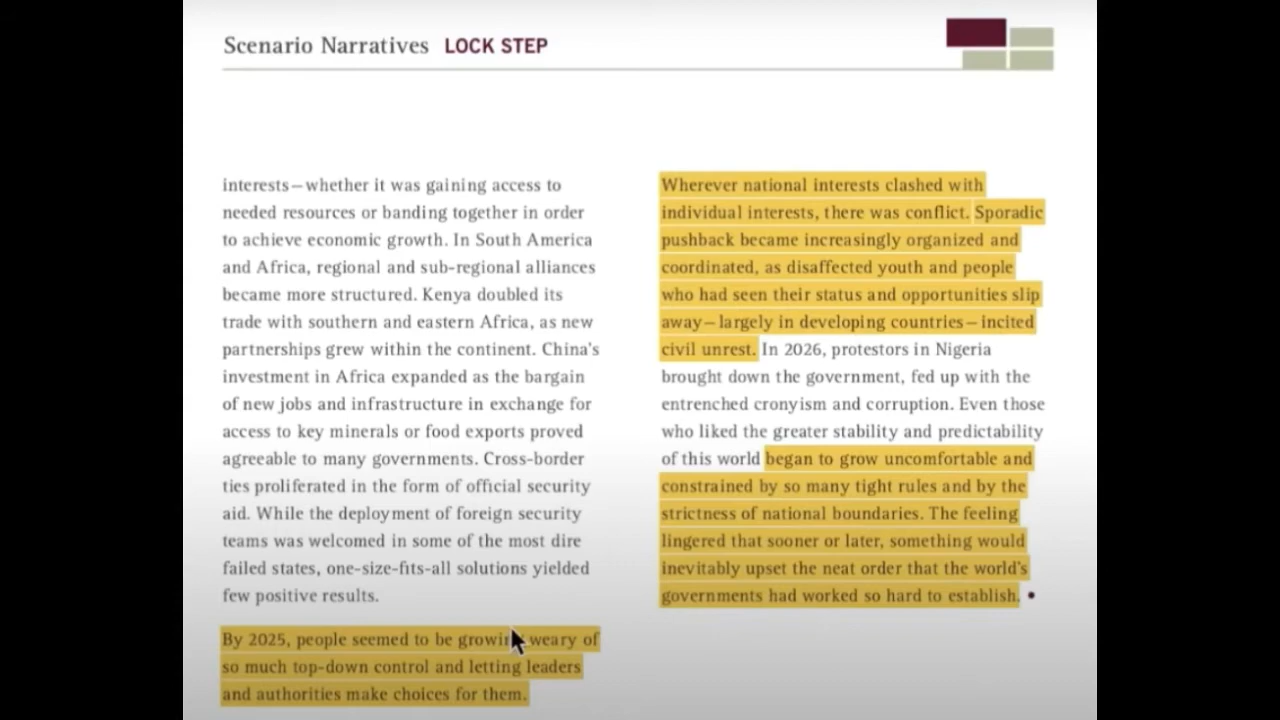 Scenario Narratives LOCK STEP
interests—whether it was gaining access to
needed resources or banding together in order
to achieve economic growth. In South America
and Africa, regional and sub-regional alliances
became more structured. Kenya doubled its
trade with southern and eastern Africa, as new
partnerships grew within the continent. China's
investment in Africa expanded as the bargain
of new jobs and infrastructure in exchange for
access to key minerals or food exports proved
agreeable to many governments. Cross-border
ties proliferated in the form of official security
aid. While the deployment of foreign security
teams was welcomed in some of the most dire
failed states, one-size-fits-all solutions yielded
few positive results.
By 2025, people seemed to be growing weary of
so much top-down control and letting leaders
and authorities make choices for them.
Wherever national interests clashed with
individual interests, there was conflict. Sporadic
pushback became increasingly organized and
coordinated, as disaffected youth and people
who had seen their status and opportunities slip
away—largely in developing countries—incited
civil unrest. In 2026, protestors in Nigeria
brought down the government, fed up with the
entrenched cronyism and corruption. Even those
who liked the greater stability and predictability
of this world began to grow uncomfortable and
constrained by so many tight rules and by the
strictness of national boundaries. The feeling
lingered that sooner or later, something would
inevitably upset the neat order that the world's
governments had worked so hard to establish. •